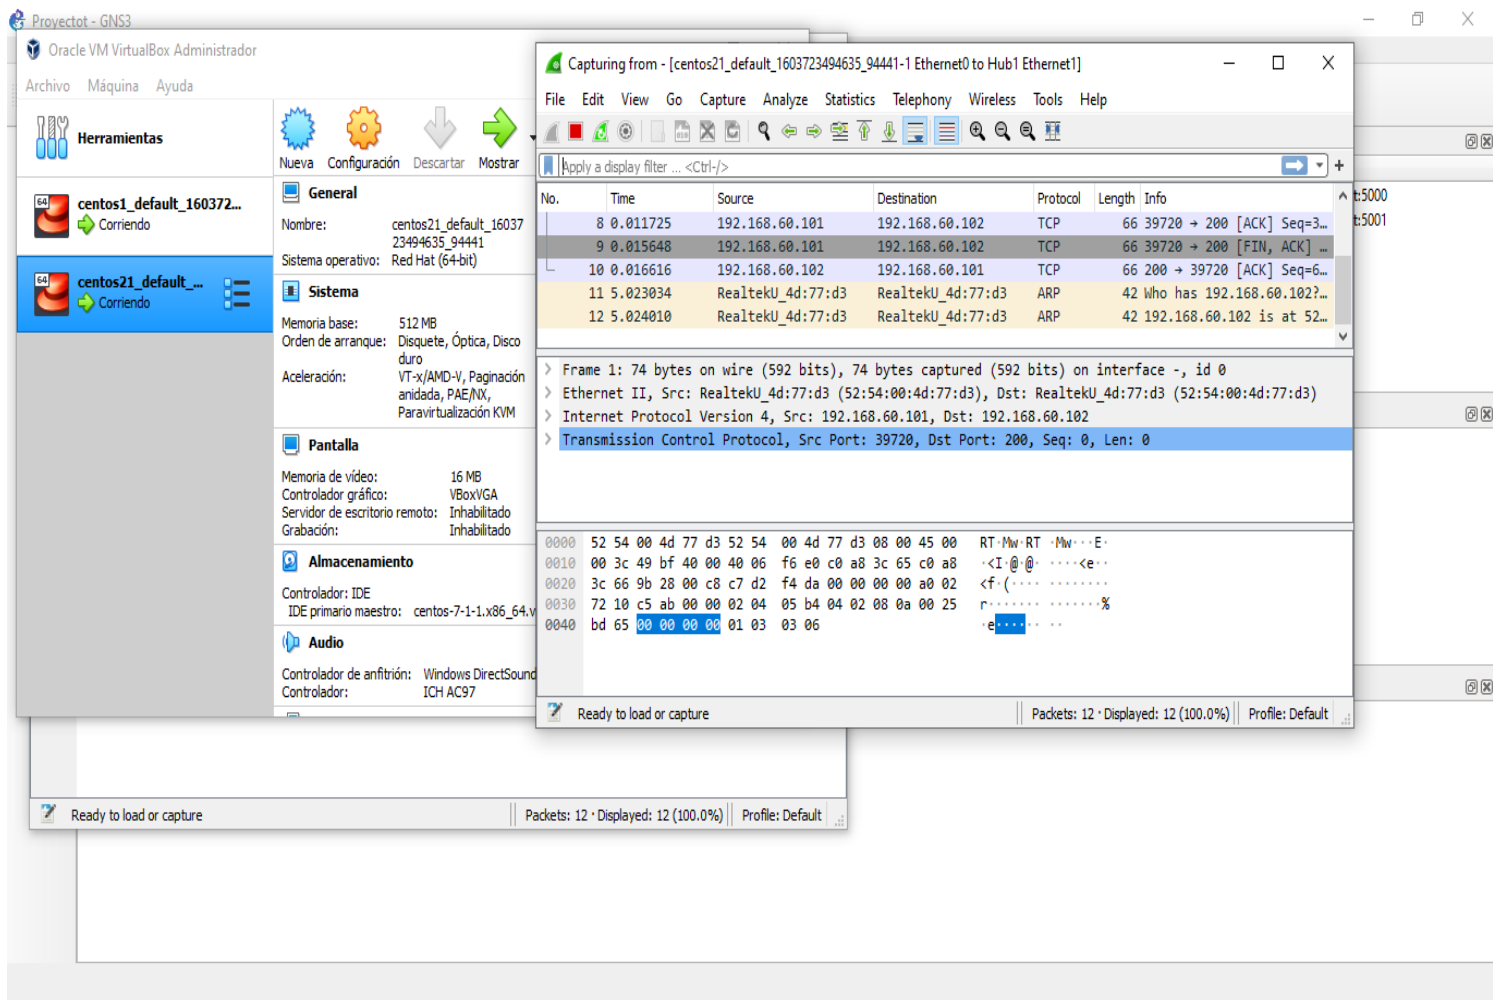 Proyectot - GNS3
Oracle VM VirtualBox Administrador
Archivo Máquina Ayuda
Herramientas
Nueva Configuración Descartar Mostrar
64
centos1_default_160372...
Corriendo
64
centos21_default_...
Corriendo
General
Nombre: centos21_default_16037
23494635_94441
Sistema operativo: Red Hat (64-bit)
Sistema
Memoria base: 512 MB
Orden de arranque: Disquete, Óptica, Disco
duro
Aceleración: VT-x/AMD-V, Paginación
anidada, PAE/NX,
Paravirtualización KVM
Pantalla
Memoria de vídeo: 16 MB
Controlador gráfico: VBoxVGA
Servidor de escritorio remoto: Inhabilitado
Grabación: Inhabilitado
Almacenamiento
Controlador: IDE
IDE primario maestro: centos-7-1-1.x86_64.v
Audio
Controlador de anfitrión: Windows DirectSound
Controlador: ICH AC97
Capturing from - [centos21_default_1603723494635_94441-1 Ethernet0 to Hub1 Ethernet1]
File Edit View Go Capture Analyze Statistics Telephony Wireless Tools Help
Apply a display filter ... <Ctrl-/>
No. Time Source Destination Protocol Length Info
8 0.011725 192.168.60.101 192.168.60.102 TCP 66 39720 → 200 [ACK] Seq=3...
9 0.015648 192.168.60.101 192.168.60.102 TCP 66 39720 → 200 [FIN, ACK] ...
10 0.016616 192.168.60.102 192.168.60.101 TCP 66 200 → 39720 [ACK] Seq=6...
11 5.023034 RealtekU_4d:77:d3 RealtekU_4d:77:d3 ARP 42 Who has 192.168.60.102?...
12 5.024010 RealtekU_4d:77:d3 RealtekU_4d:77:d3 ARP 42 192.168.60.102 is at 52...
Frame 1: 74 bytes on wire (592 bits), 74 bytes captured (592 bits) on interface -, id 0
Ethernet II, Src: RealtekU_4d:77:d3 (52:54:00:4d:77:d3), Dst: RealtekU_4d:77:d3 (52:54:00:4d:77:d3)
Internet Protocol Version 4, Src: 192.168.60.101, Dst: 192.168.60.102
Transmission Control Protocol, Src Port: 39720, Dst Port: 200, Seq: 0, Len: 0
0000 52 54 00 4d 77 d3 52 54 00 4d 77 d3 08 00 45 00 RT·Mw·RT ·Mw···E·
0010 00 3c 49 bf 40 00 40 06 f6 e0 c0 a8 3c 65 c0 a8 ·<I·@·@· ····<e··
0020 3c 66 9b 28 00 c8 c7 d2 f4 da 00 00 00 00 a0 02 <f·(···· ········
0030 72 10 c5 ab 00 00 02 04 05 b4 04 02 08 0a 00 25 r······· ·······%
0040 bd 65 00 00 00 00 01 03 03 06 ·e······ ··
Ready to load or capture Packets: 12 · Displayed: 12 (100.0%) Profile: Default
t:5000
t:5001
Ready to load or capture Packets: 12 · Displayed: 12 (100.0%) Profile: Default